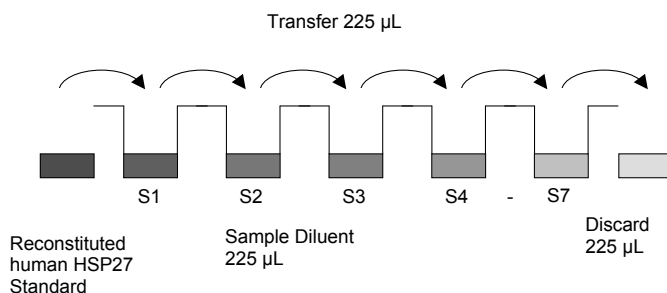 Transfer 225 µL
S1 S2 S3 S4 - S7
Reconstituted
human HSP27
Standard
Sample Diluent
225 µL
Discard
225 µL